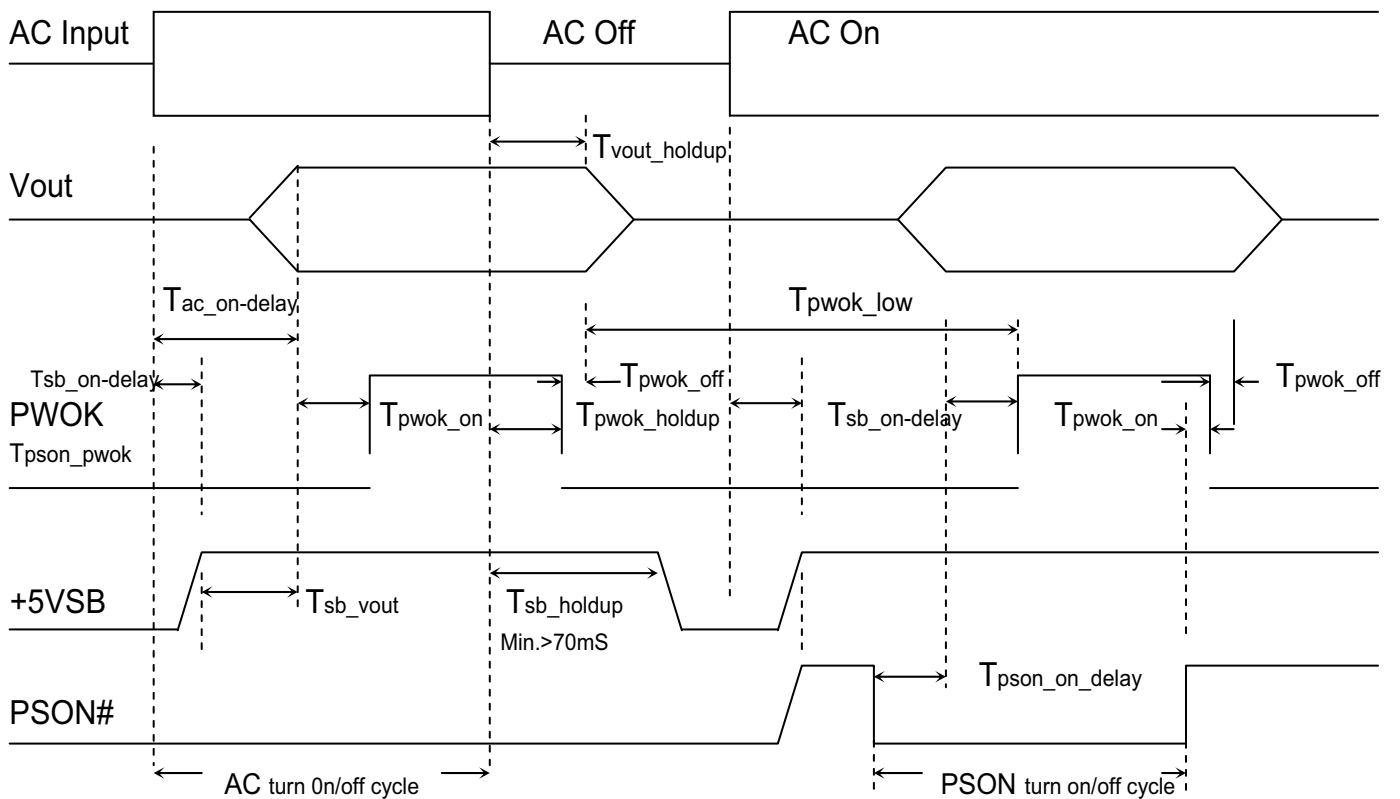 AC Input
AC Off
AC On
Tvout_holdup
Vout
Tac_on-delay
Tpwok_low
Tsb_on-delay
Tpwok_off
Tpwok_off
PWOK
Tpwok_on
Tpwok_holdup
Tsb_on-delay
Tpwok_on
Tpson_pwok
+5VSB
Tsb_vout
Tsb_holdup
Min.>70mS
Tpson_on_delay
PSON#
AC turn 0n/off cycle
PSON turn on/off cycle